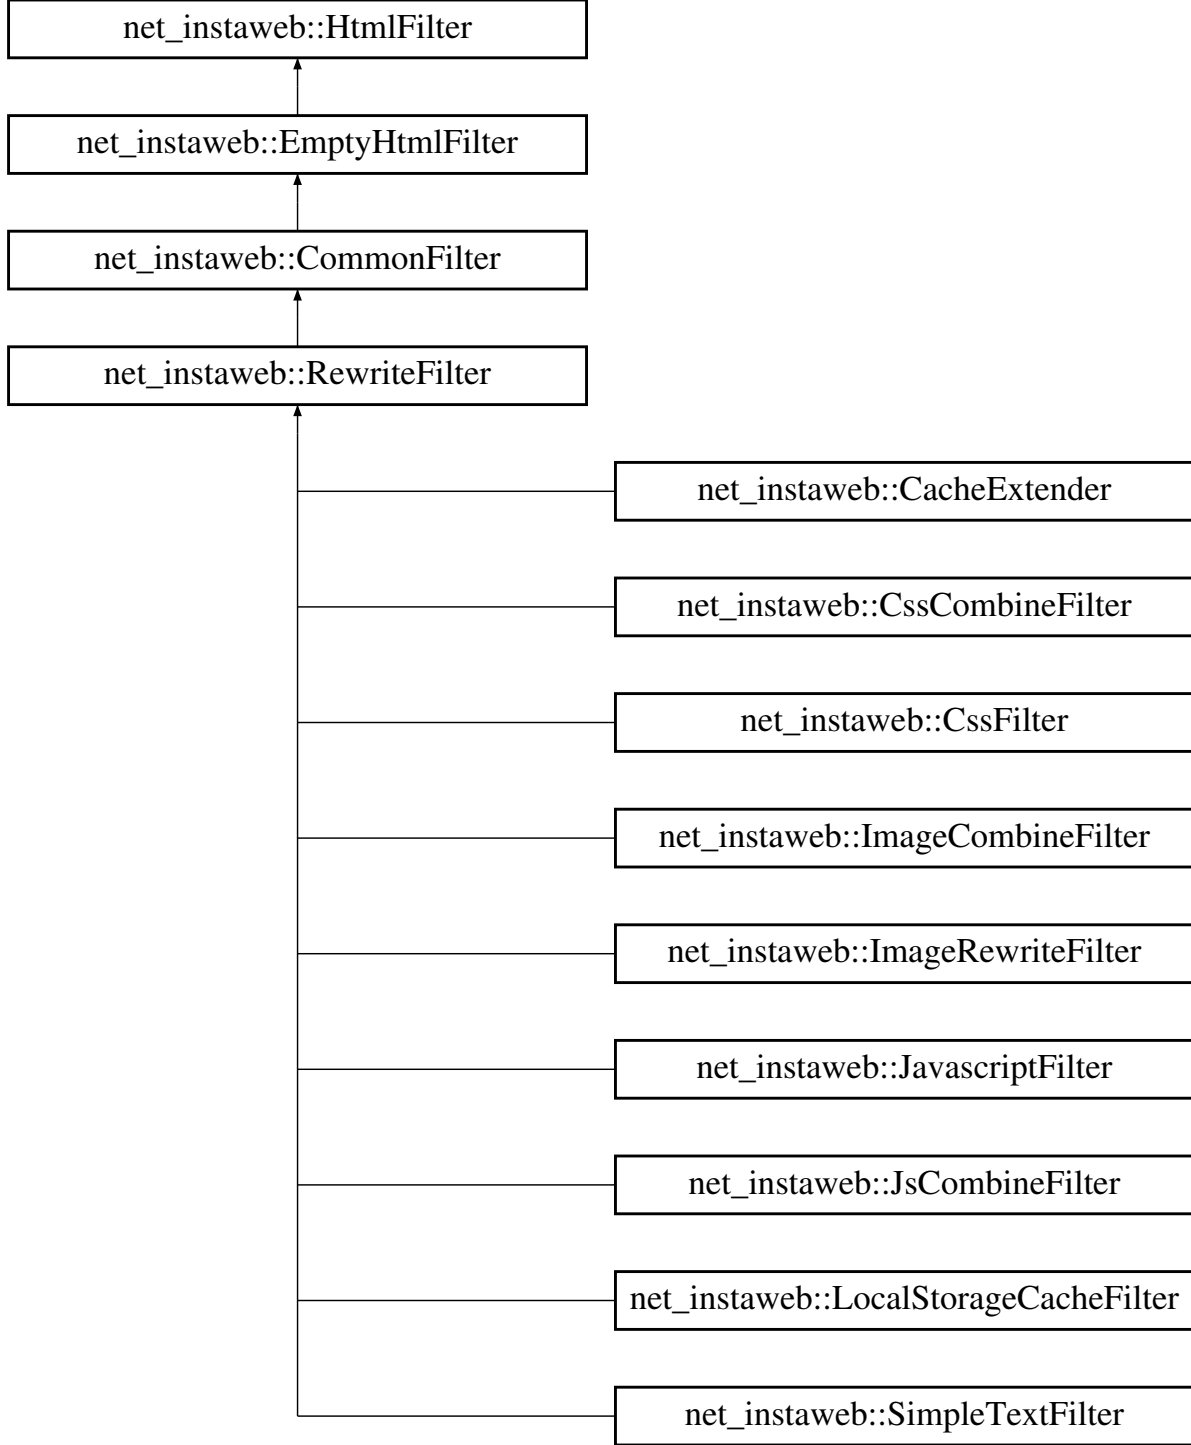 net_instaweb::HtmlFilter
net_instaweb::EmptyHtmlFilter
net_instaweb::CommonFilter
net_instaweb::RewriteFilter
net_instaweb::CacheExtender
net_instaweb::CssCombineFilter
net_instaweb::CssFilter
net_instaweb::ImageCombineFilter
net_instaweb::ImageRewriteFilter
net_instaweb::JavascriptFilter
net_instaweb::JsCombineFilter
net_instaweb::LocalStorageCacheFilter
net_instaweb::SimpleTextFilter